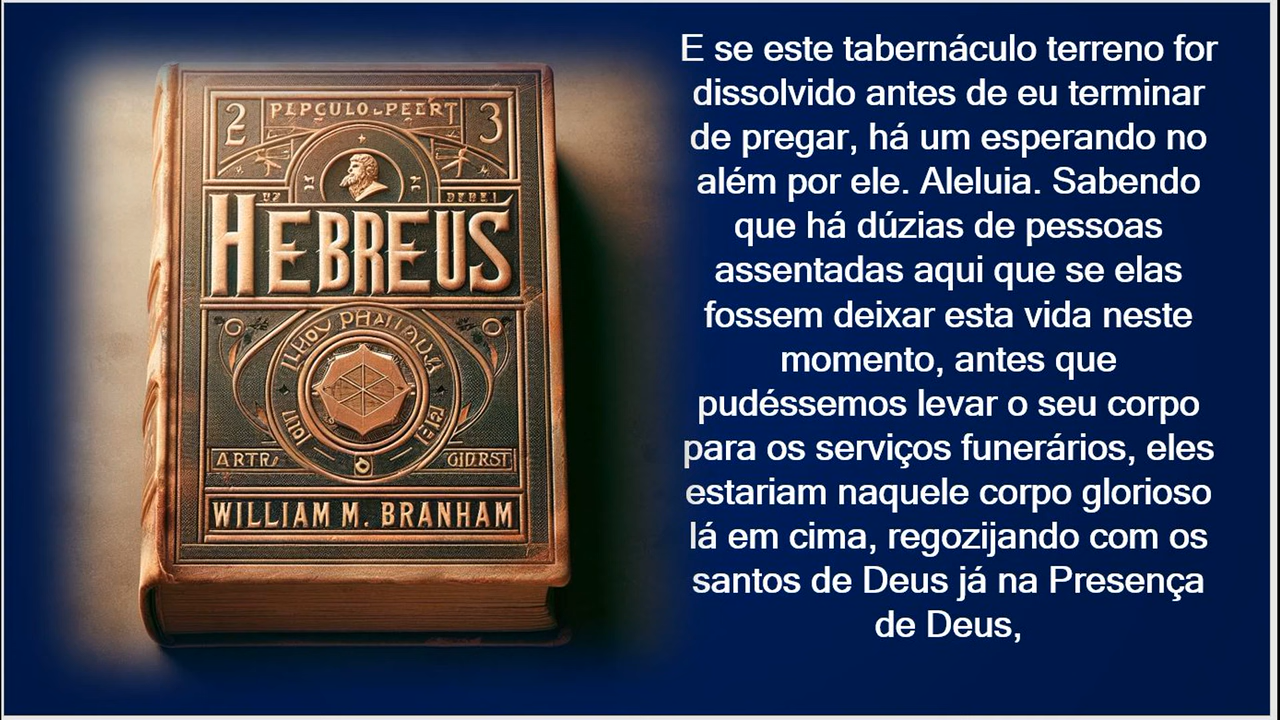 2
3
HEBREUS
WILLIAM M. BRANHAM
E se este tabernáculo terreno for
dissolvido antes de eu terminar
de pregar, há um esperando no
além por ele. Aleluia. Sabendo
que há dúzias de pessoas
assentadas aqui que se elas
fossem deixar esta vida neste
momento, antes que
pudéssemos levar o seu corpo
para os serviços funerários, eles
estariam naquele corpo glorioso
lá em cima, regozijando com os
santos de Deus já na Presença
de Deus,